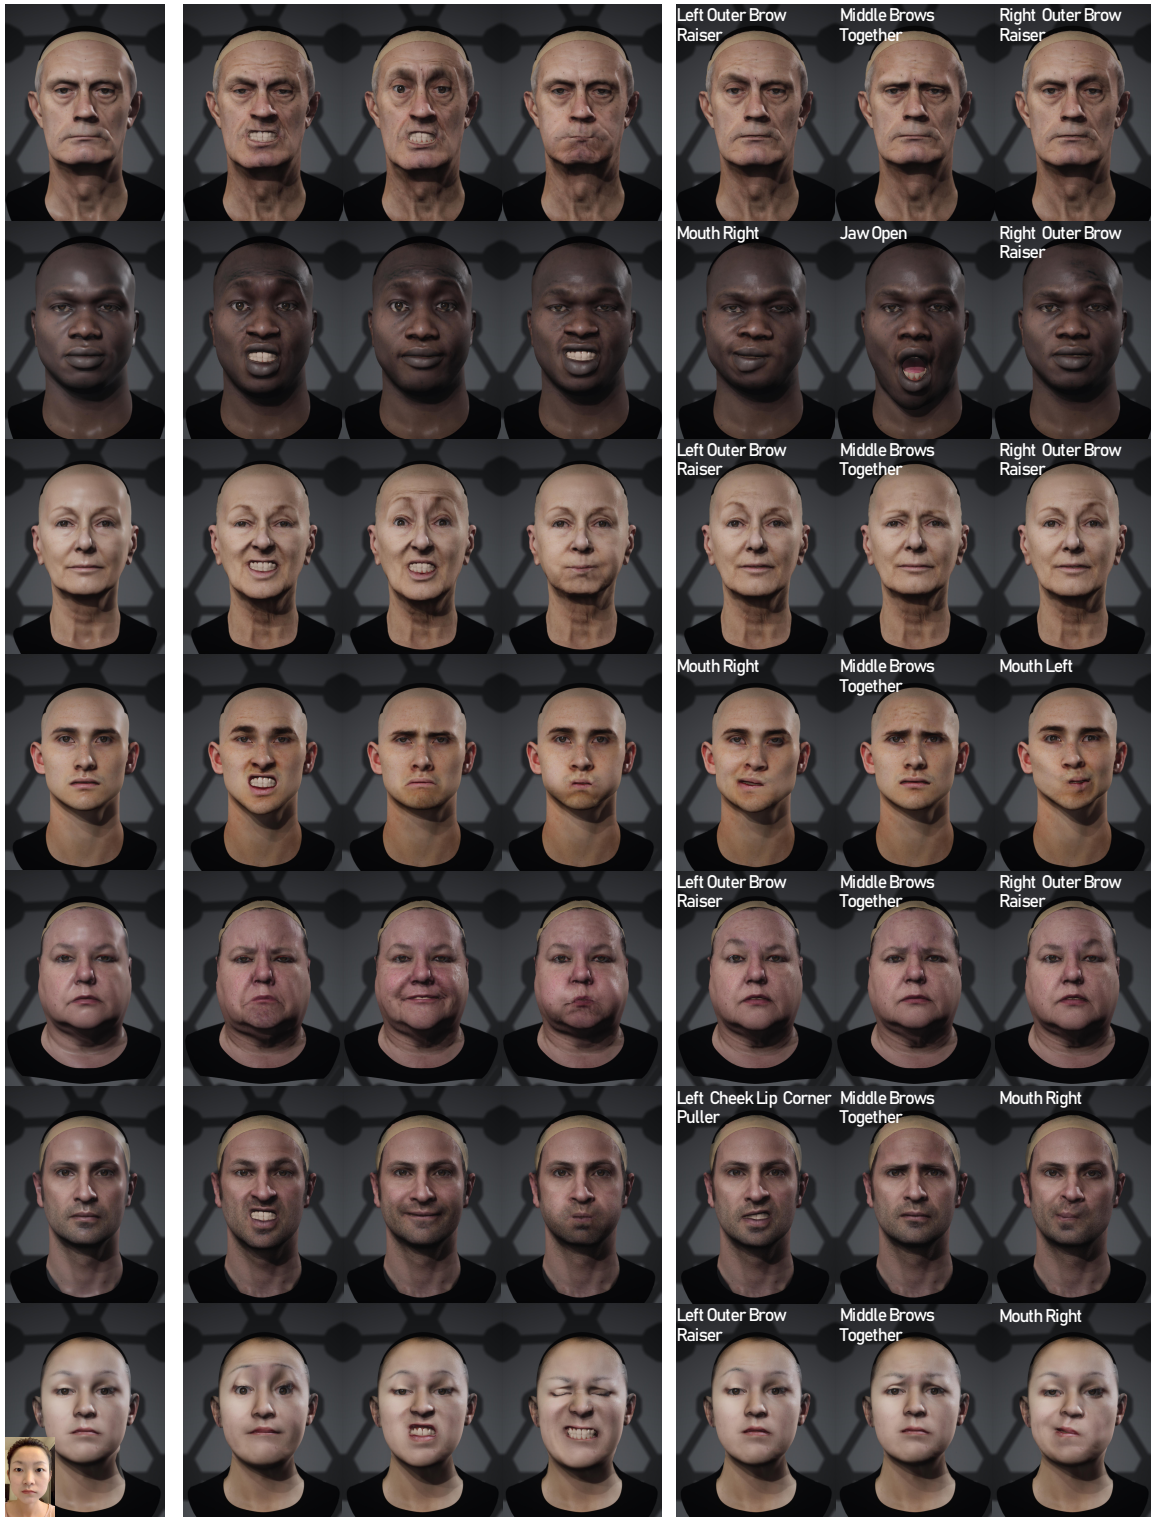 Left Outer Brow
Raiser
Middle Brows
Together
Right Outer Brow
Raiser
Mouth Right
Jaw Open
Right Outer Brow
Raiser
Left Outer Brow
Raiser
Middle Brows
Together
Right Outer Brow
Raiser
Mouth Right
Middle Brows
Together
Mouth Left
Left Outer Brow
Raiser
Middle Brows
Together
Right Outer Brow
Raiser
Left Cheek Lip Corner
Puller
Middle Brows
Together
Mouth Right
Left Outer Brow
Raiser
Middle Brows
Together
Mouth Right